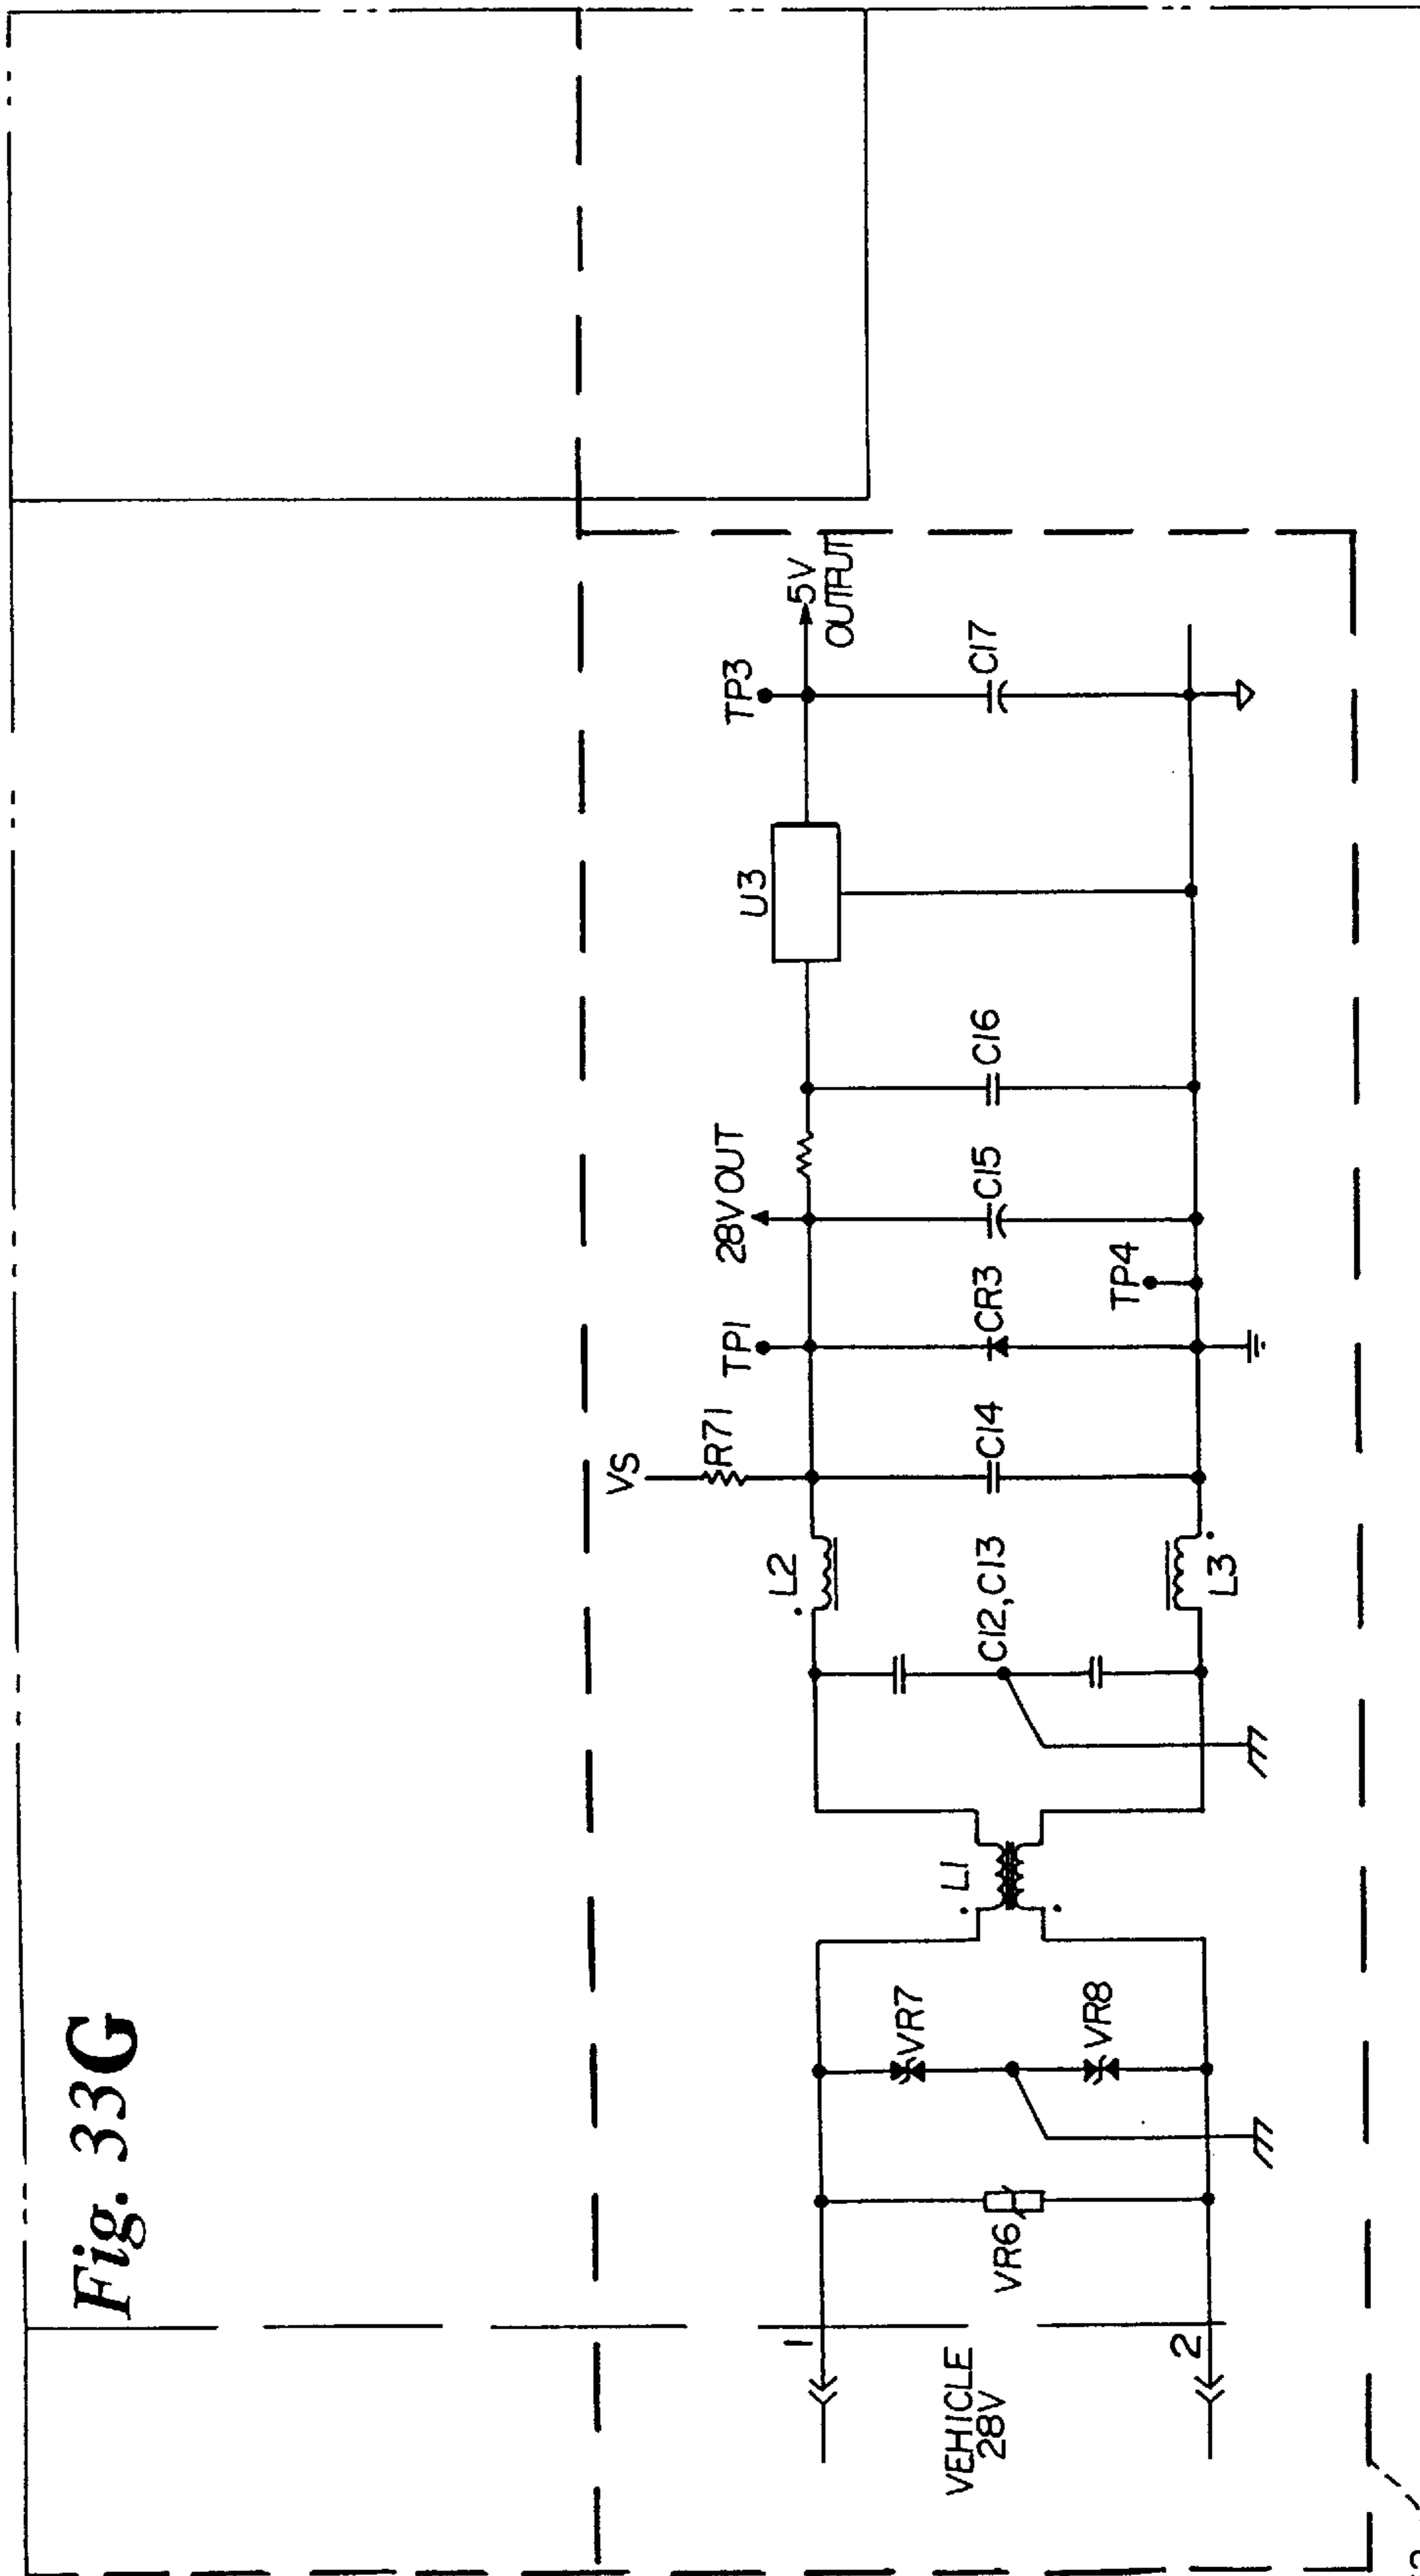 Fig. 33G
VEHICLE
28V
1
2
VR6
VR7
VR8
L1
C12,C13
L2
L3
VS
R71
C14
TP1
CR3
TP4
28V OUT
C15
C16
U3
TP3
C17
5V
OUTPUT